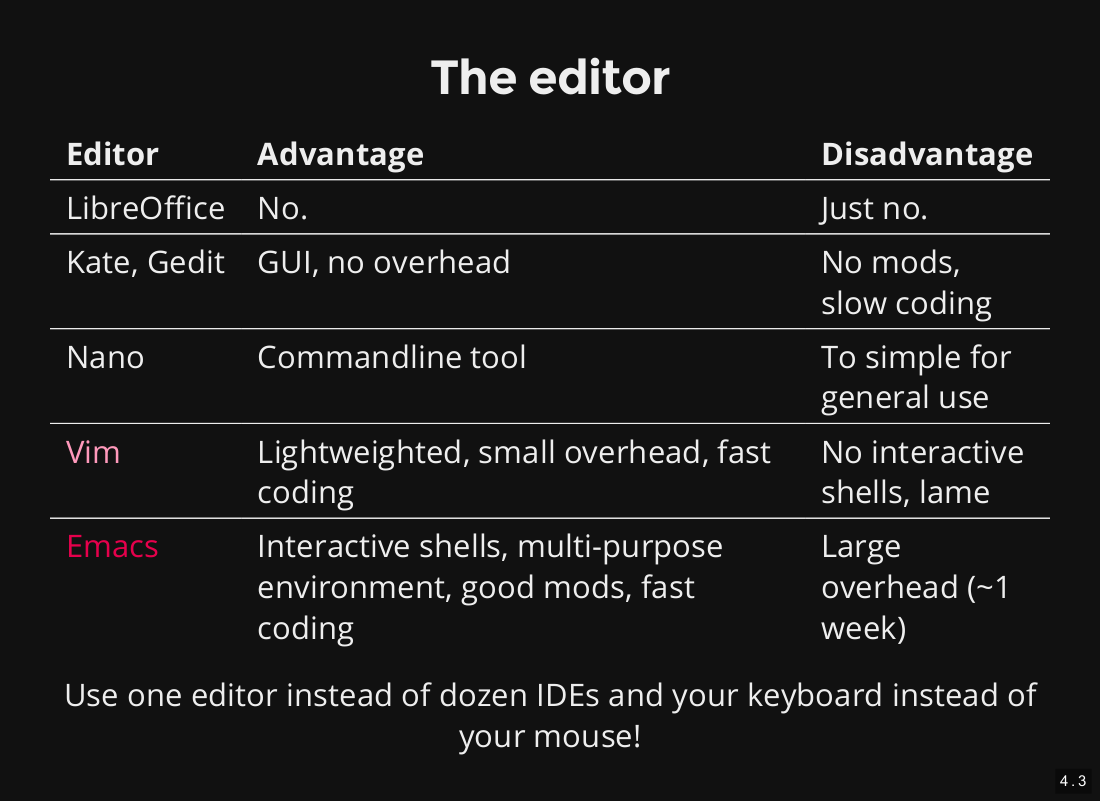 The editor
Editor Advantage Disadvantage
LibreOffice No. Just no.
Kate, Gedit GUI, no overhead No mods,
slow coding
Nano Commandline tool To simple for
general use
Vim Lightweighted, small overhead, fast No interactive
coding shells, lame
Emacs Interactive shells, multi-purpose Large
environment, good mods, fast overhead (~1
coding week)
Use one editor instead of dozen IDEs and your keyboard instead of
your mouse!
4.3